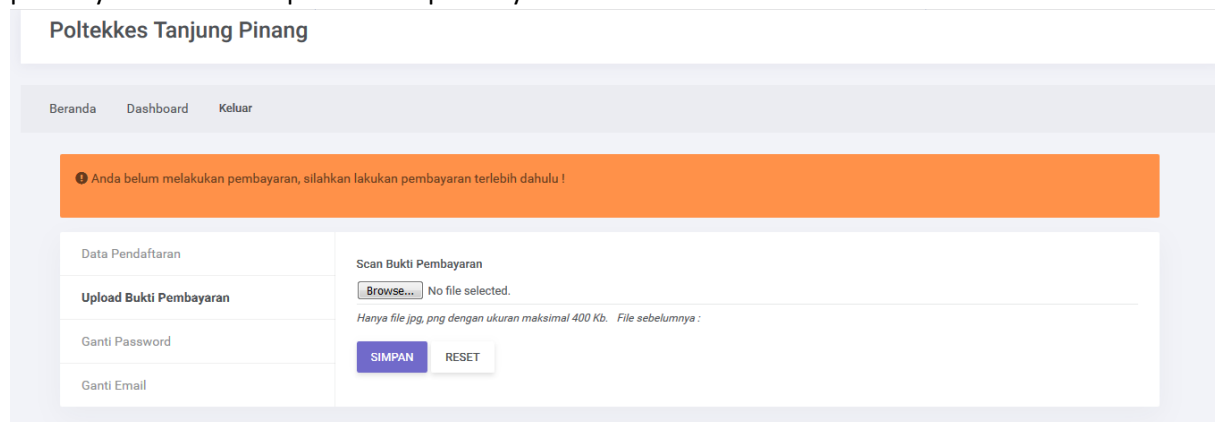 Poltekkes Tanjung Pinang
Beranda Dashboard Keluar
Anda belum melakukan pembayaran, silahkan lakukan pembayaran terlebih dahulu !
Data Pendaftaran
Upload Bukti Pembayaran
Ganti Password
Ganti Email
Scan Bukti Pembayaran
Browse... No file selected.
Hanya file jpg, png dengan ukuran maksimal 400 Kb. File sebelumnya :
SIMPAN RESET